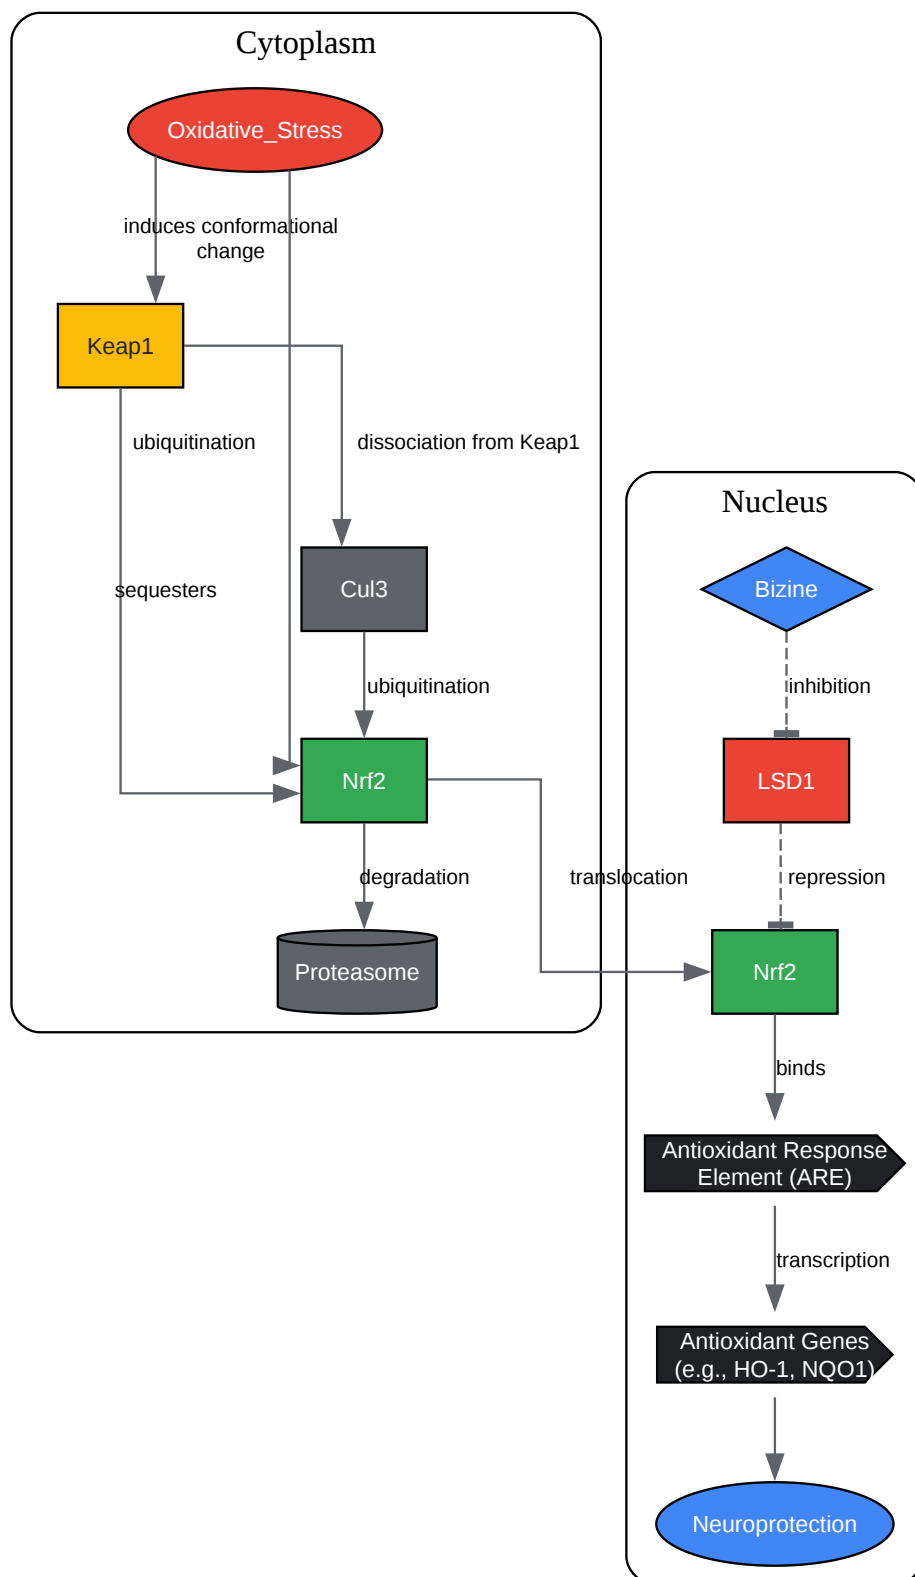 Cytoplasm
Oxidative_Stress
induces conformational
change
Keap1
ubiquitination
dissociation from Keap1
sequesters
Cul3
ubiquitination
Nrf2
degradation
translocation
Proteasome
Nucleus
Bizine
inhibition
LSD1
repression
Nrf2
binds
Antioxidant Response
Element (ARE)
transcription
Antioxidant Genes
(e.g., HO-1, NQO1)
Neuroprotection